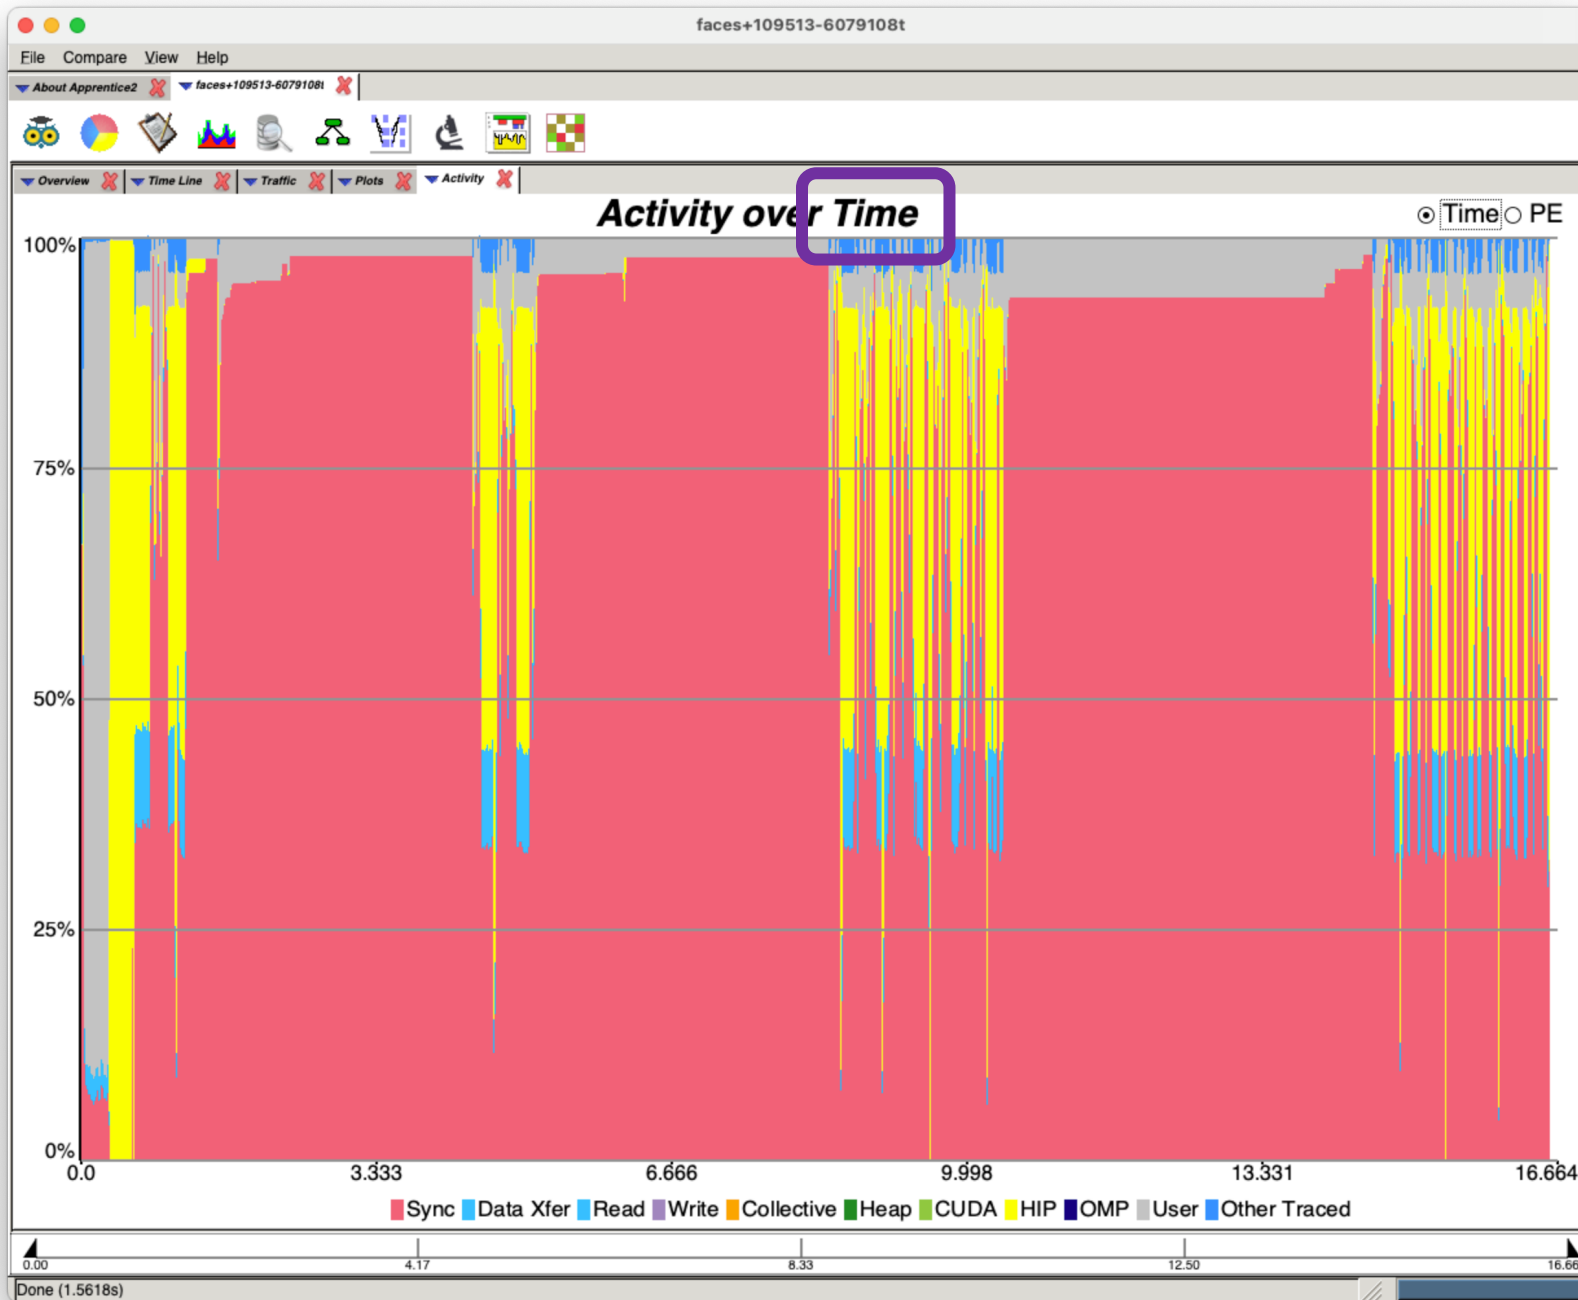 faces+109513-6079108t
File Compare View Help
About Apprentice2 faces+109513-6079108t
Overview Time Line Traffic Plots Activity
Activity over Time
Time PE
100%
75%
50%
25%
0%
0.0 3.333 6.666 9.998 13.331 16.664
Sync Data Xfer Read Write Collective Heap CUDA HIP OMP User Other Traced
0.00 4.17 8.33 12.50 16.66
Done (1.5618s)